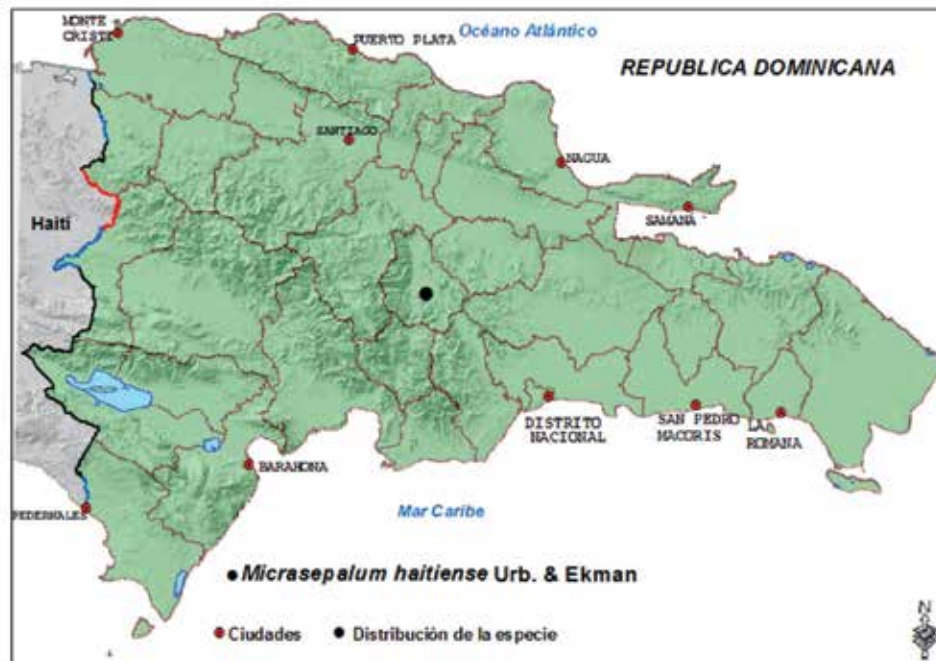 MONTE
CRISTI
PUERTO PLATA
Océano Atlántico
REPUBLICA DOMINICANA
SANTIAGO
NAGUA
SAMANA
Haití
DISTRITO
NACIONAL
SAN PEDRO
MACORIS
LA
ROMANA
BARAHONA
PEDERNALES
Mar Caribe
Micrasepalum haitiense Urb. & Ekman
Ciudades
Distribución de la especie
N